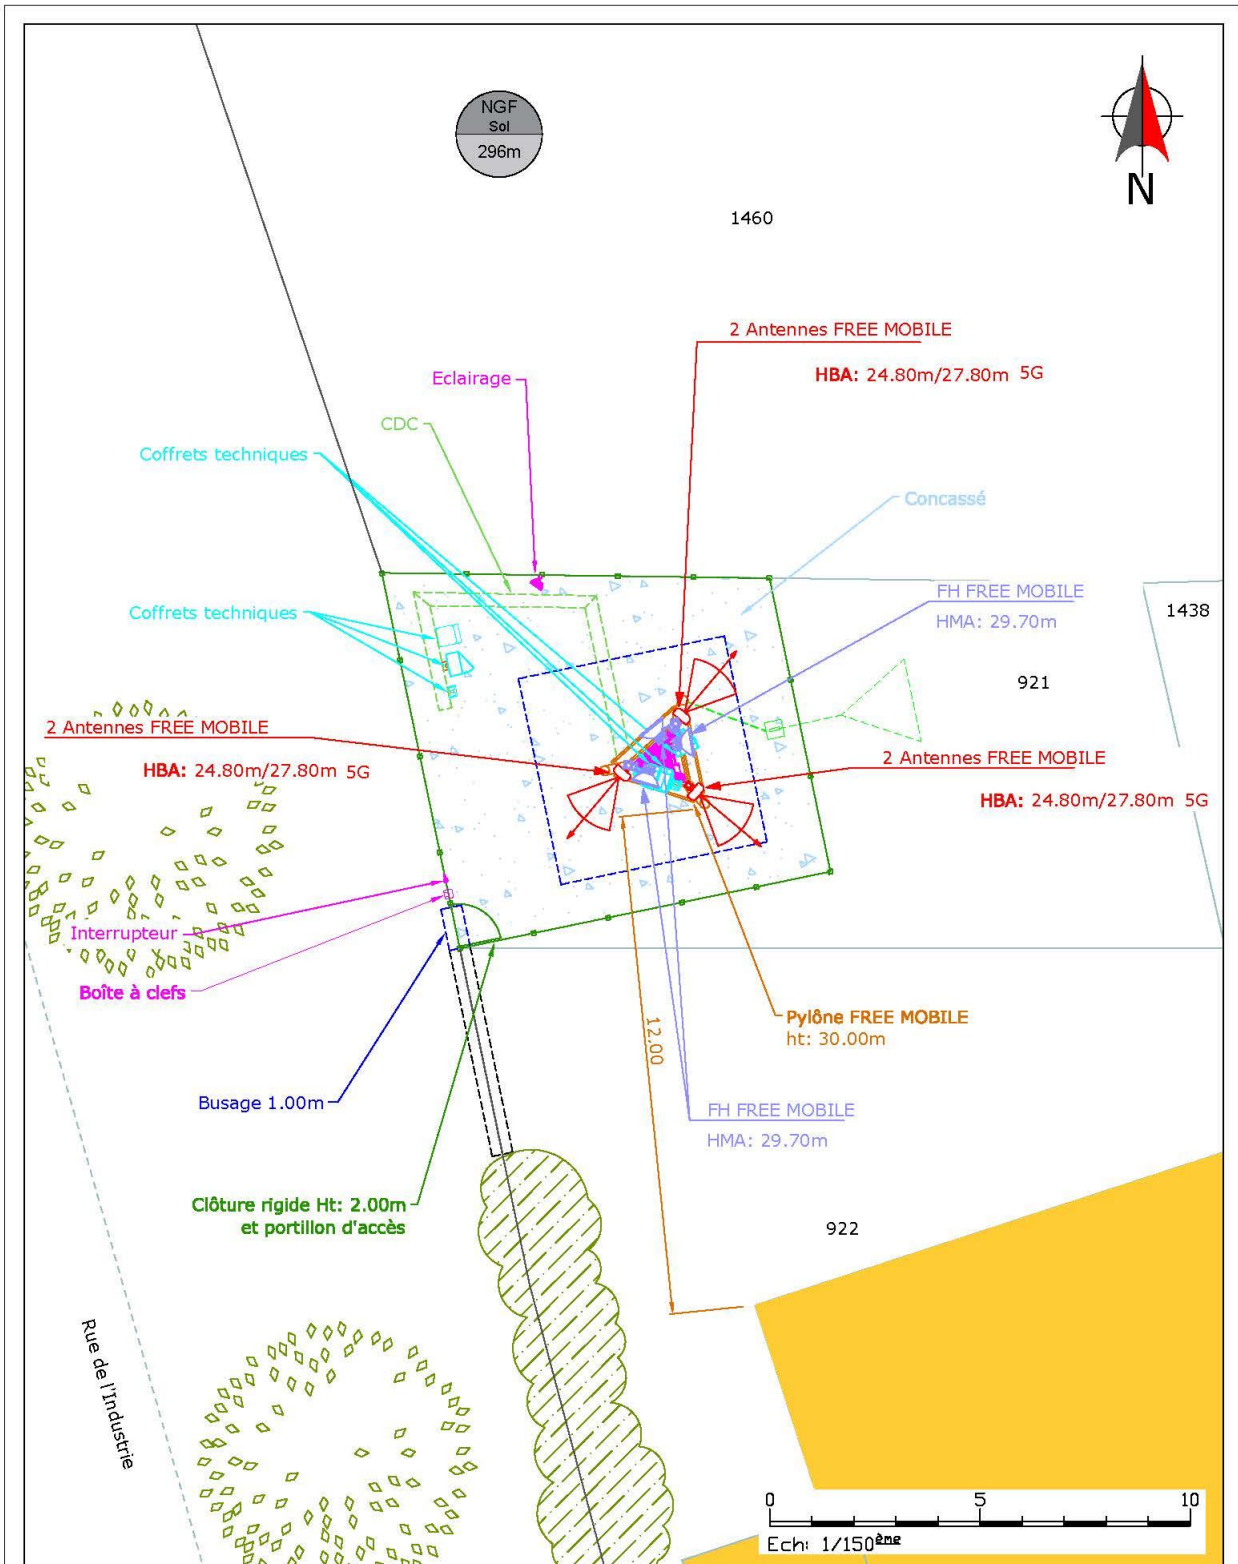 NGF
Sol
296m
N
1460
2 Antennes FREE MOBILE
HBA: 24.80m/27.80m 5G
Eclairage
CDC
Coffrets techniques
Concassé
FH FREE MOBILE
HMA: 29.70m
1438
Coffrets techniques
921
2 Antennes FREE MOBILE
HBA: 24.80m/27.80m 5G
2 Antennes FREE MOBILE
HBA: 24.80m/27.80m 5G
Interrupteur
Boîte à clefs
Pylône FREE MOBILE
ht: 30.00m
12.00
Busage 1.00m
FH FREE MOBILE
HMA: 29.70m
Clôture rigide Ht: 2.00m
et portillon d'accès
922
Rue de l'Industrie
0 5 10
Ech: 1/150ème